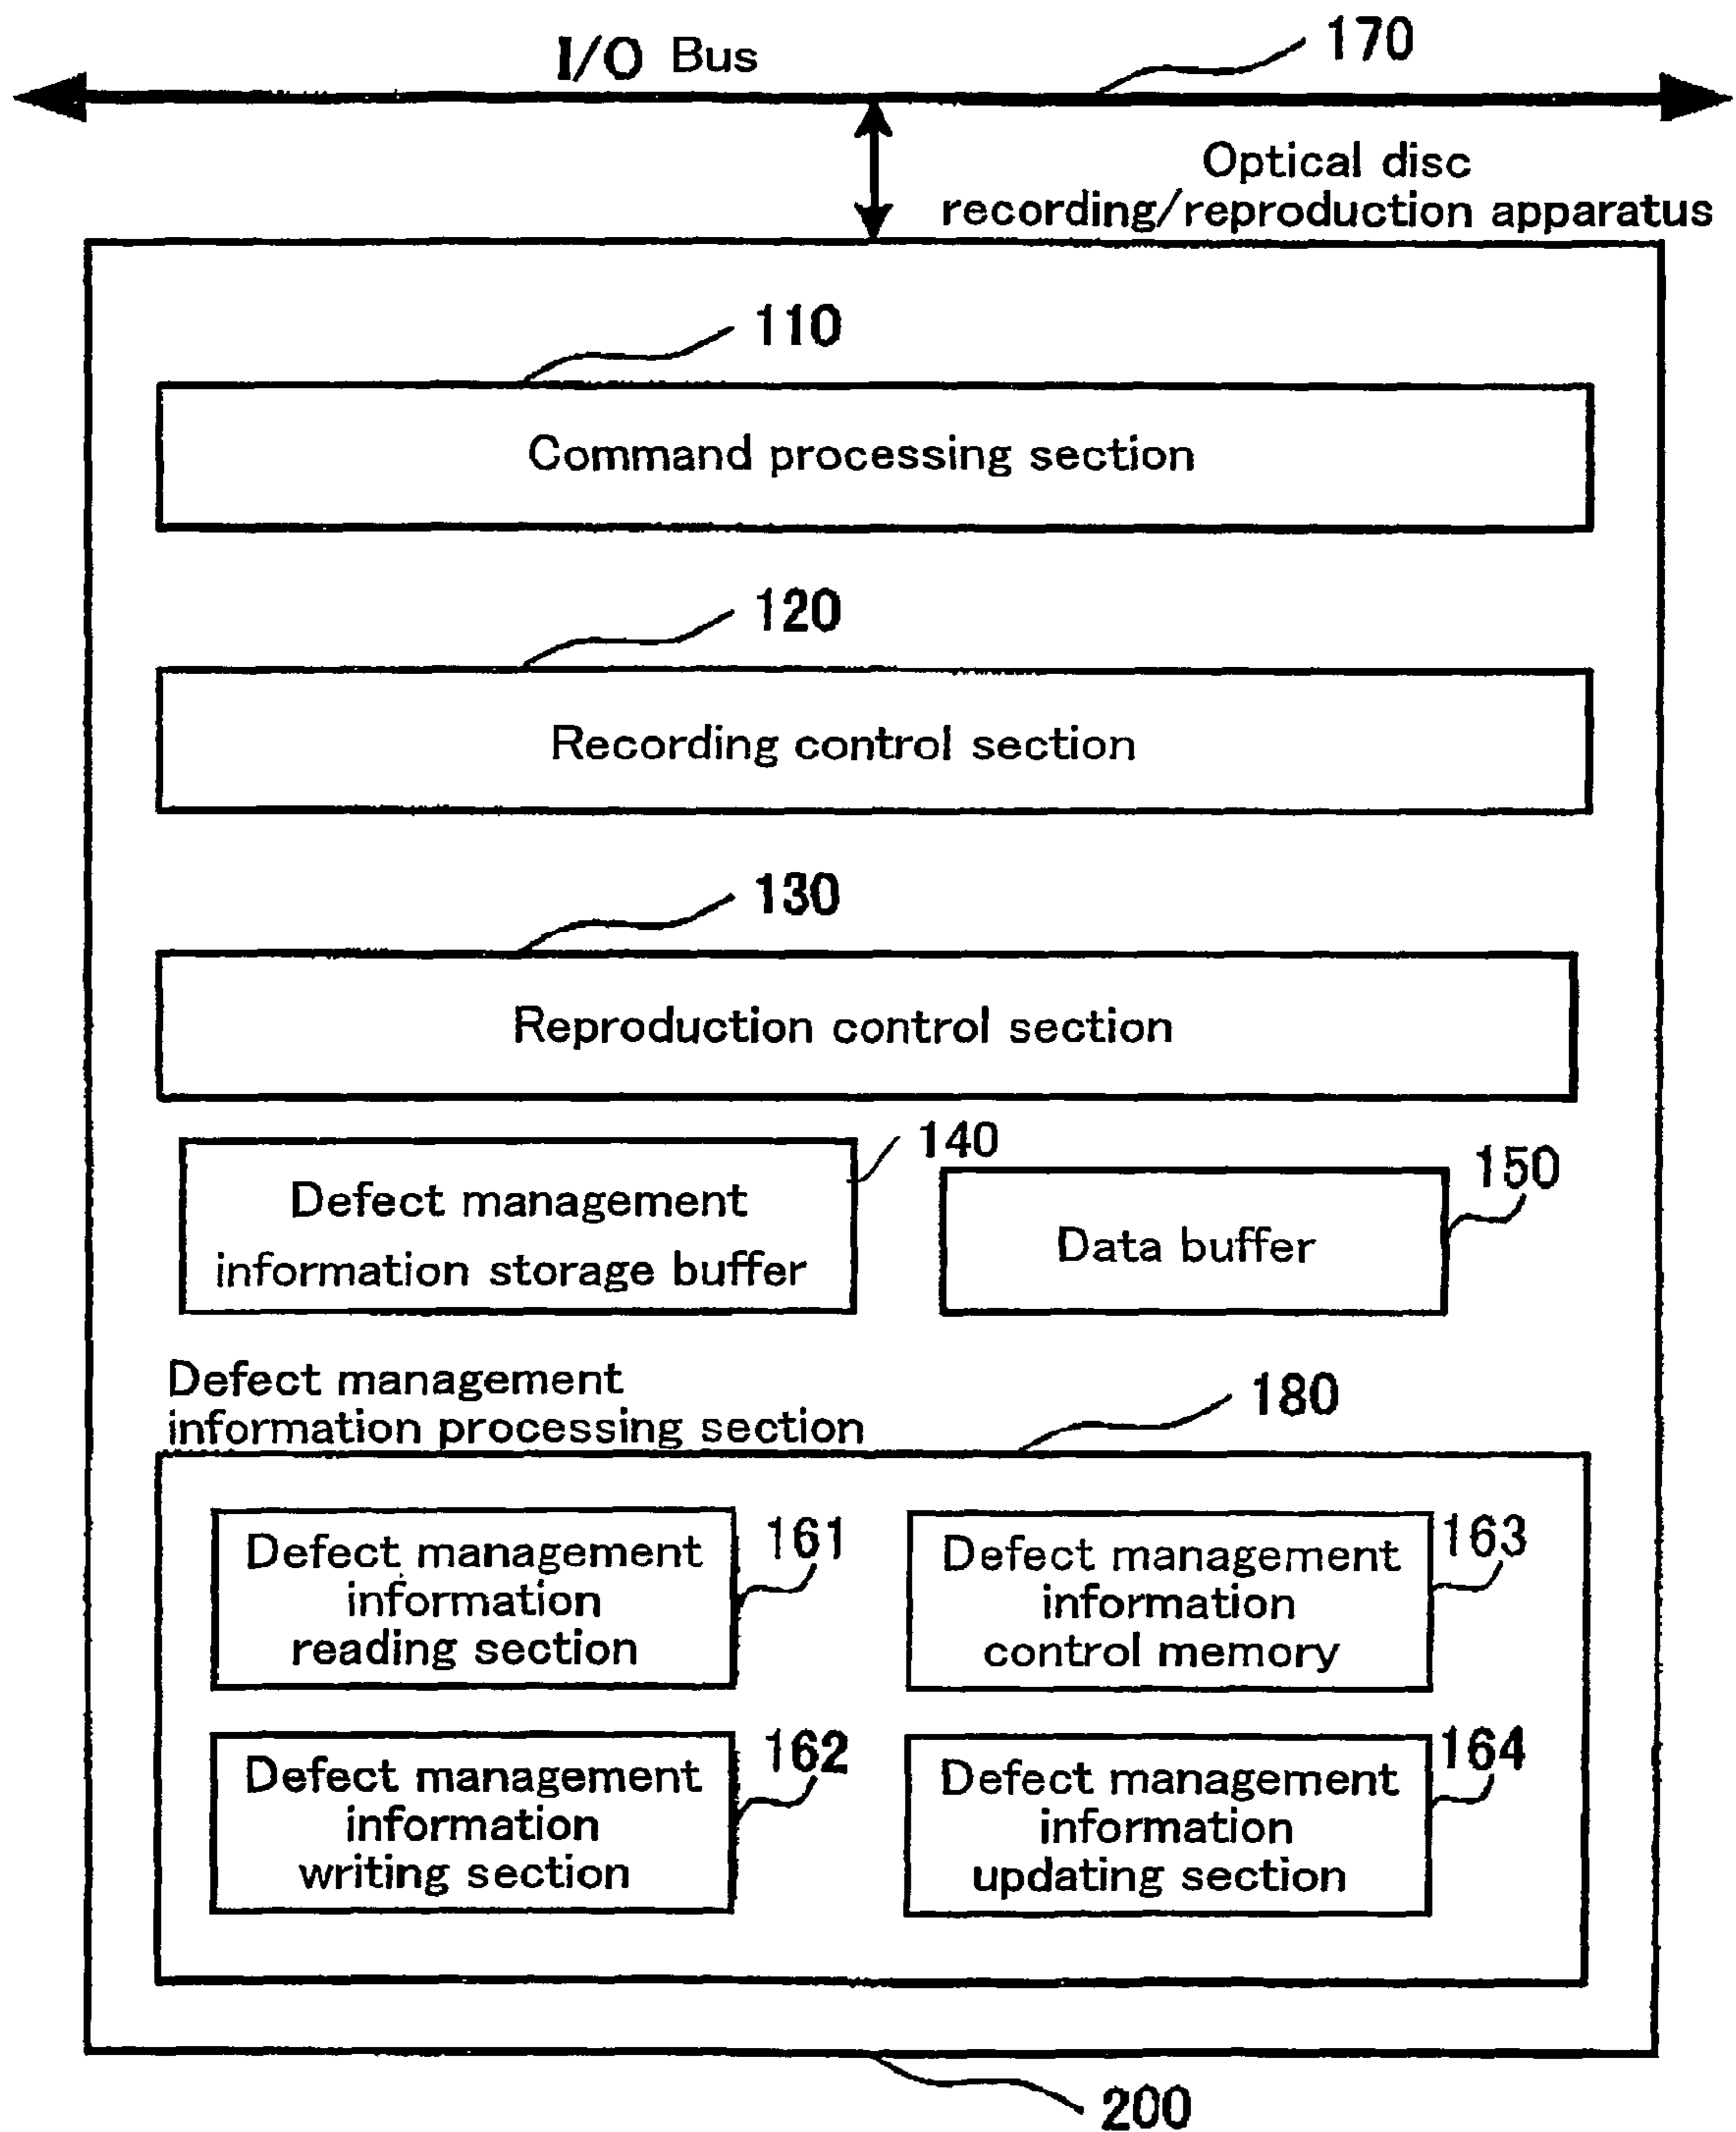 I/O Bus
170
Optical disc
recording/reproduction apparatus
110
Command processing section
120
Recording control section
130
Reproduction control section
140
Defect management
information storage buffer
150
Data buffer
Defect management
information processing section
180
Defect management
information
reading section
161
Defect management
information
control memory
163
Defect management
information
writing section
162
Defect management
information
updating section
164
200